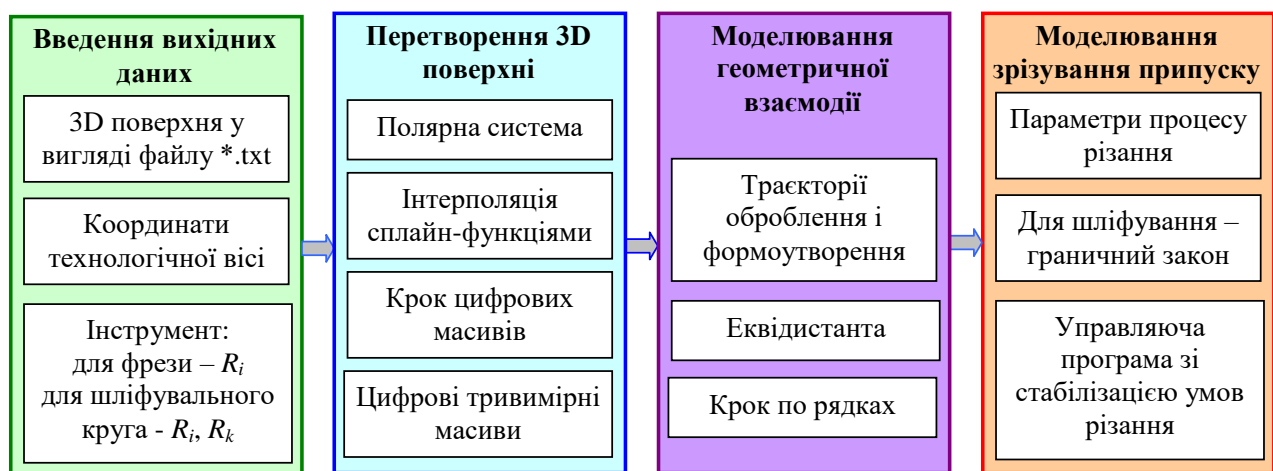 Введення вихідних
даних
3D поверхня у
вигляді файлу *.txt
Координати
технологічної вісі
Інструмент:
для фрези – Ri
для шліфувального
круга - Ri, Rk
Перетворення 3D
поверхні
Полярна система
Інтерполяція
сплайн-функціями
Крок цифрових
масивів
Цифрові тривимірні
масиви
Моделювання
геометричної
взаємодії
Траєкторії
оброблення і
формоутворення
Еквідистанта
Крок по рядках
Моделювання
зрізування припуску
Параметри процесу
різання
Для шліфування –
граничний закон
Управляюча
програма зі
стабілізацією умов
різання